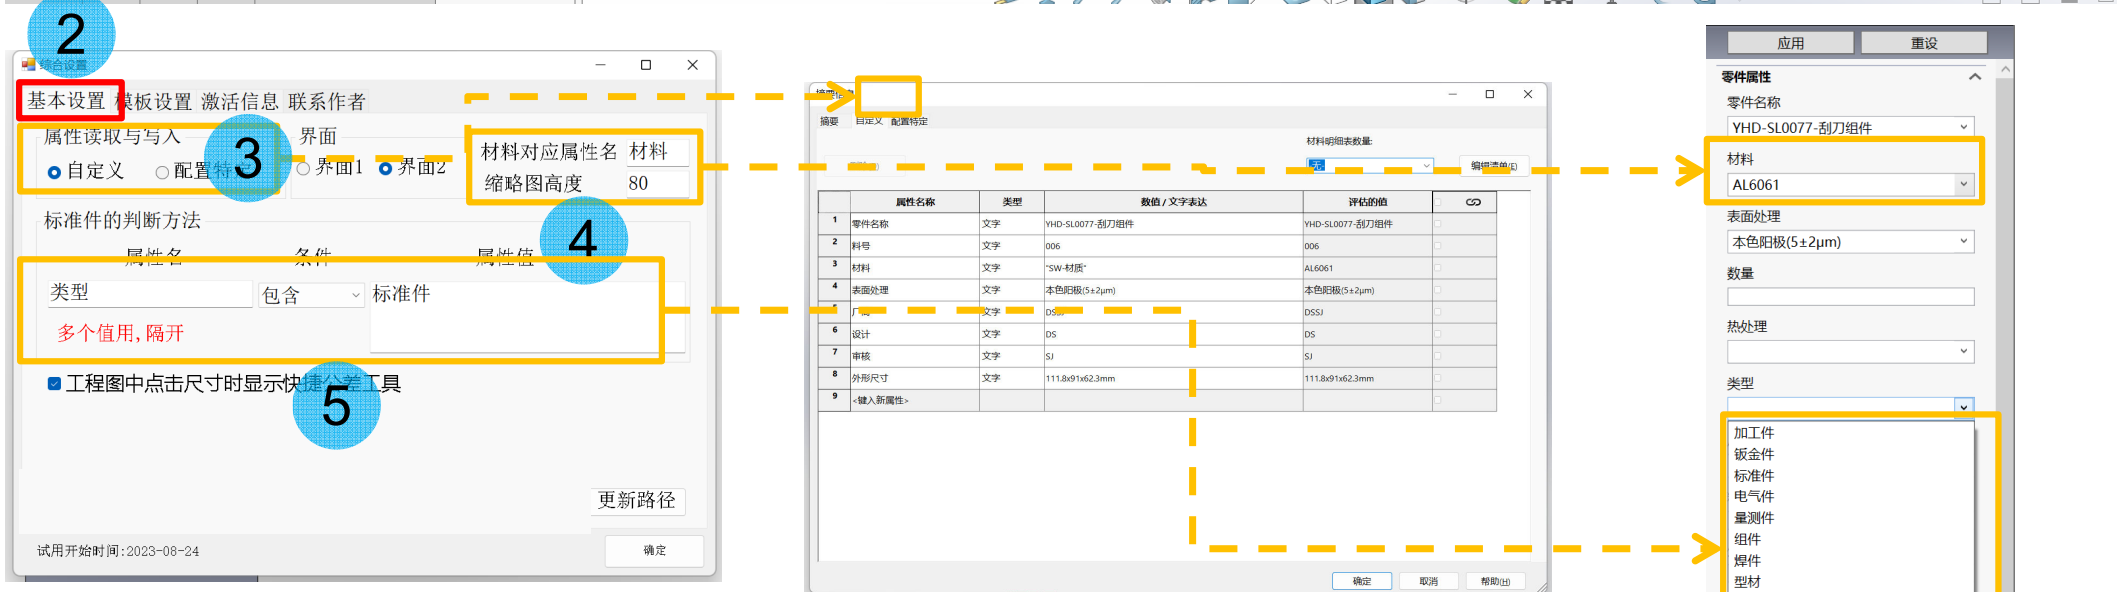 2
综合设置
基本设置 模板设置 激活信息 联系作者
属性读取与写入
自定义
配置特
3
界面
界面1 界面2
材料对应属性名 材料
缩略图高度 80
4
标准件的判断方法
属性名 条件 属性值
类型 包含 标准件
多个值用,隔开
工程图中点击尺寸时显示快捷公差工具
5
更新路径
试用开始时间:2023-08-24
确定
摘要信息
摘要 自定义 配置特定
材料明细表数量:
无
编辑清单(E)
属性名称 类型 数值 / 文字表达 评估的值
1 零件名称 文字 YHD-SL0077-刮刀组件 YHD-SL0077-刮刀组件
2 料号 文字 006 006
3 材料 文字 "SW-材质" AL6061
4 表面处理 文字 本色阳极(5±2μm) 本色阳极(5±2μm)
5 文字 DSSJ DSSJ
6 设计 文字 DS DS
7 审核 文字 SJ SJ
8 外形尺寸 文字 111.8x91x62.3mm 111.8x91x62.3mm
9 <键入新属性>
确定 取消 帮助(H)
应用 重设
零件属性
零件名称
YHD-SL0077-刮刀组件
材料
AL6061
表面处理
本色阳极(5±2μm)
数量
热处理
类型
加工件
钣金件
标准件
电气件
量测件
组件
焊件
型材